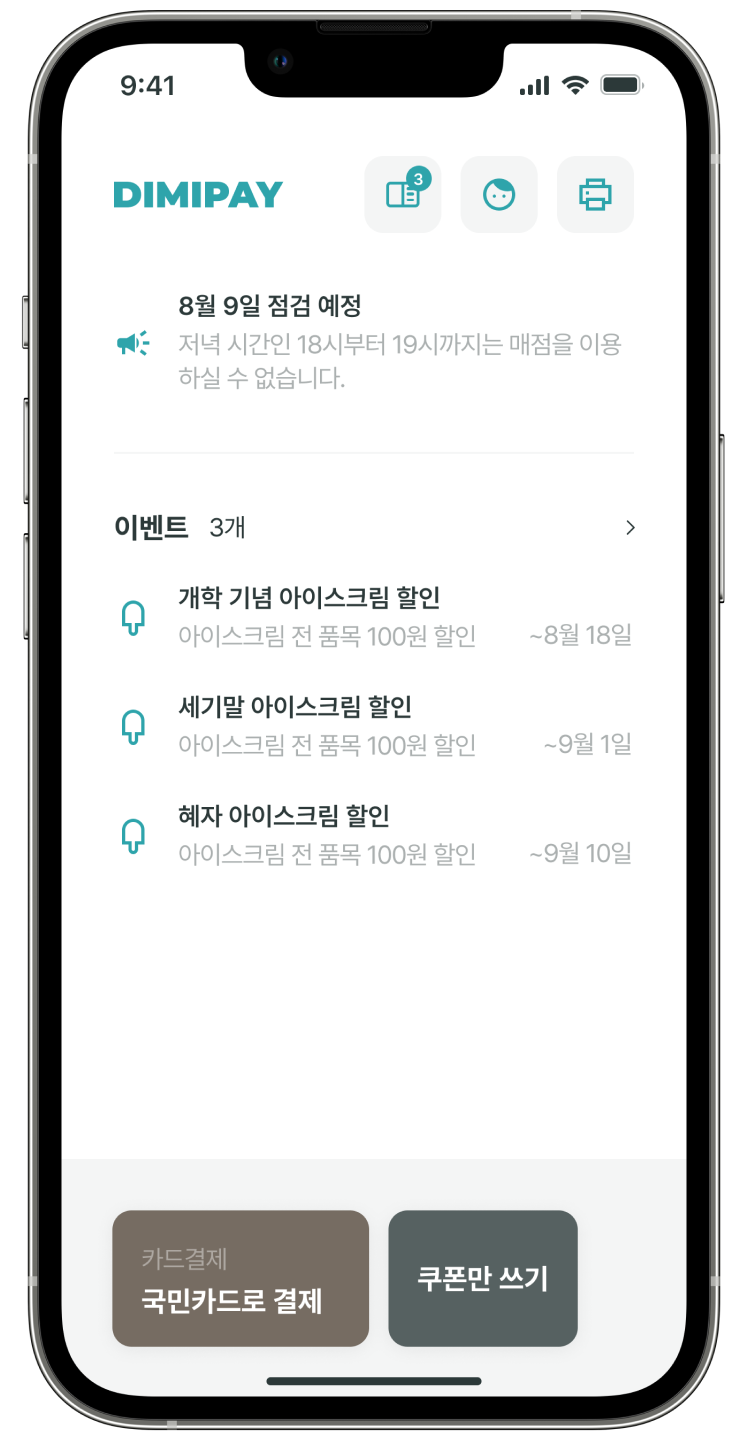 9:41
DIMIPAY
3
8월 9일 점검 예정
저녁 시간인 18시부터 19시까지는 매점을 이용
하실 수 없습니다.
이벤트 3개
개학 기념 아이스크림 할인
아이스크림 전 품목 100원 할인 ~8월 18일
세기말 아이스크림 할인
아이스크림 전 품목 100원 할인 ~9월 1일
혜자 아이스크림 할인
아이스크림 전 품목 100원 할인 ~9월 10일
카드결제
국민카드로 결제
쿠폰만 쓰기